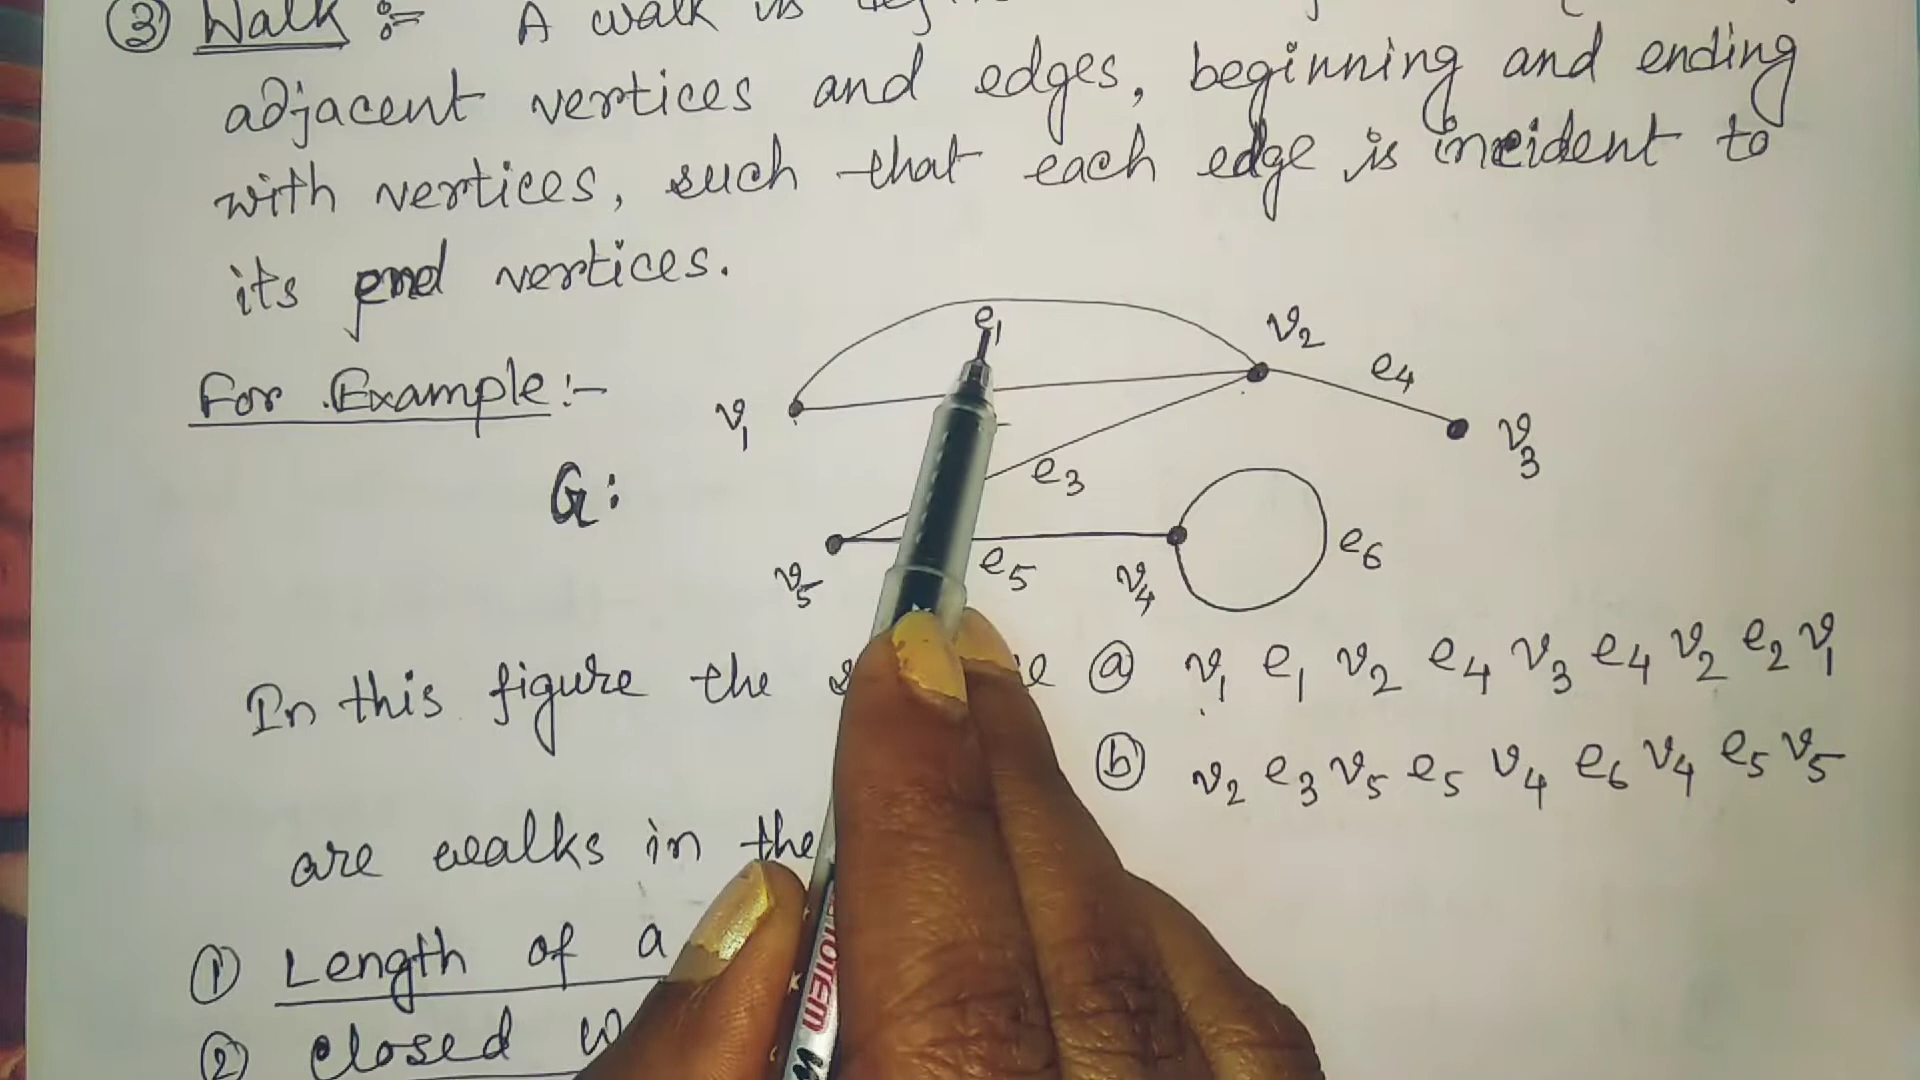 ③ Walk :- A walk is
adjacent vertices and edges, beginning and ending
with vertices, such that each edge is incident to
its end vertices.
For Example:-
G:
e₁
v₁
v₂
e₄
v₃
e₃
v₅
e₅
v₄
e₆
In this figure the ⓐ v₁ e₁ v₂ e₄ v₃ e₄ v₂ e₂ v₁
ⓑ v₂ e₃ v₅ e₅ v₄ e₆ v₄ e₅ v₅
are walks in the
① Length of a
② closed